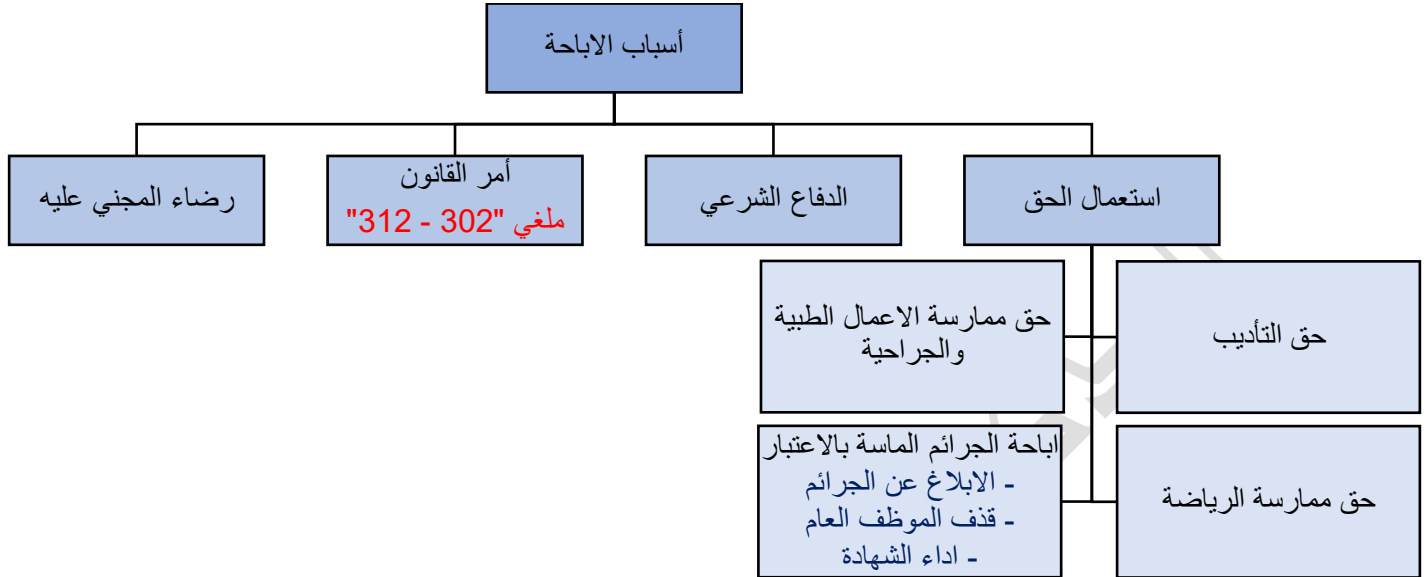 أسباب الاباحة
استعمال الحق
الدفاع الشرعي
أمر القانون
ملغي "302 - 312"
رضاء المجني عليه
حق التأديب
حق ممارسة الاعمال الطبية
والجراحية
حق ممارسة الرياضة
اباحة الجرائم الماسة بالاعتبار
- الابلاغ عن الجرائم
- قذف الموظف العام
- اداء الشهادة